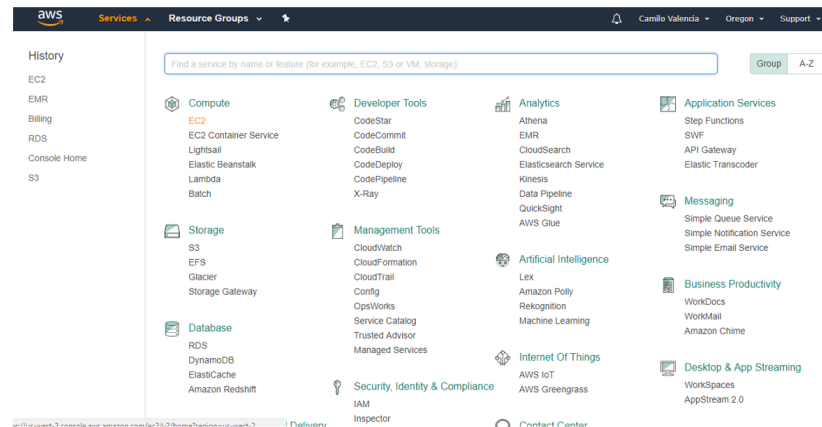 aws
Services
Resource Groups
Camilo Valencia
Oregon
Support
History
EC2
EMR
Billing
RDS
Console Home
S3
Find a service by name or feature (for example, EC2, S3 or VM, storage).
Group
A-Z
Compute
EC2
EC2 Container Service
Lightsail
Elastic Beanstalk
Lambda
Batch
Storage
S3
EFS
Glacier
Storage Gateway
Database
RDS
DynamoDB
ElastiCache
Amazon Redshift
Developer Tools
CodeStar
CodeCommit
CodeBuild
CodeDeploy
CodePipeline
X-Ray
Management Tools
CloudWatch
CloudFormation
CloudTrail
Config
OpsWorks
Service Catalog
Trusted Advisor
Managed Services
Security, Identity & Compliance
IAM
Inspector
Analytics
Athena
EMR
CloudSearch
Elasticsearch Service
Kinesis
Data Pipeline
QuickSight
AWS Glue
Artificial Intelligence
Lex
Amazon Polly
Rekognition
Machine Learning
Internet Of Things
AWS IoT
AWS Greengrass
Contact Center
Application Services
Step Functions
SWF
API Gateway
Elastic Transcoder
Messaging
Simple Queue Service
Simple Notification Service
Simple Email Service
Business Productivity
WorkDocs
WorkMail
Amazon Chime
Desktop & App Streaming
WorkSpaces
AppStream 2.0
Delivery